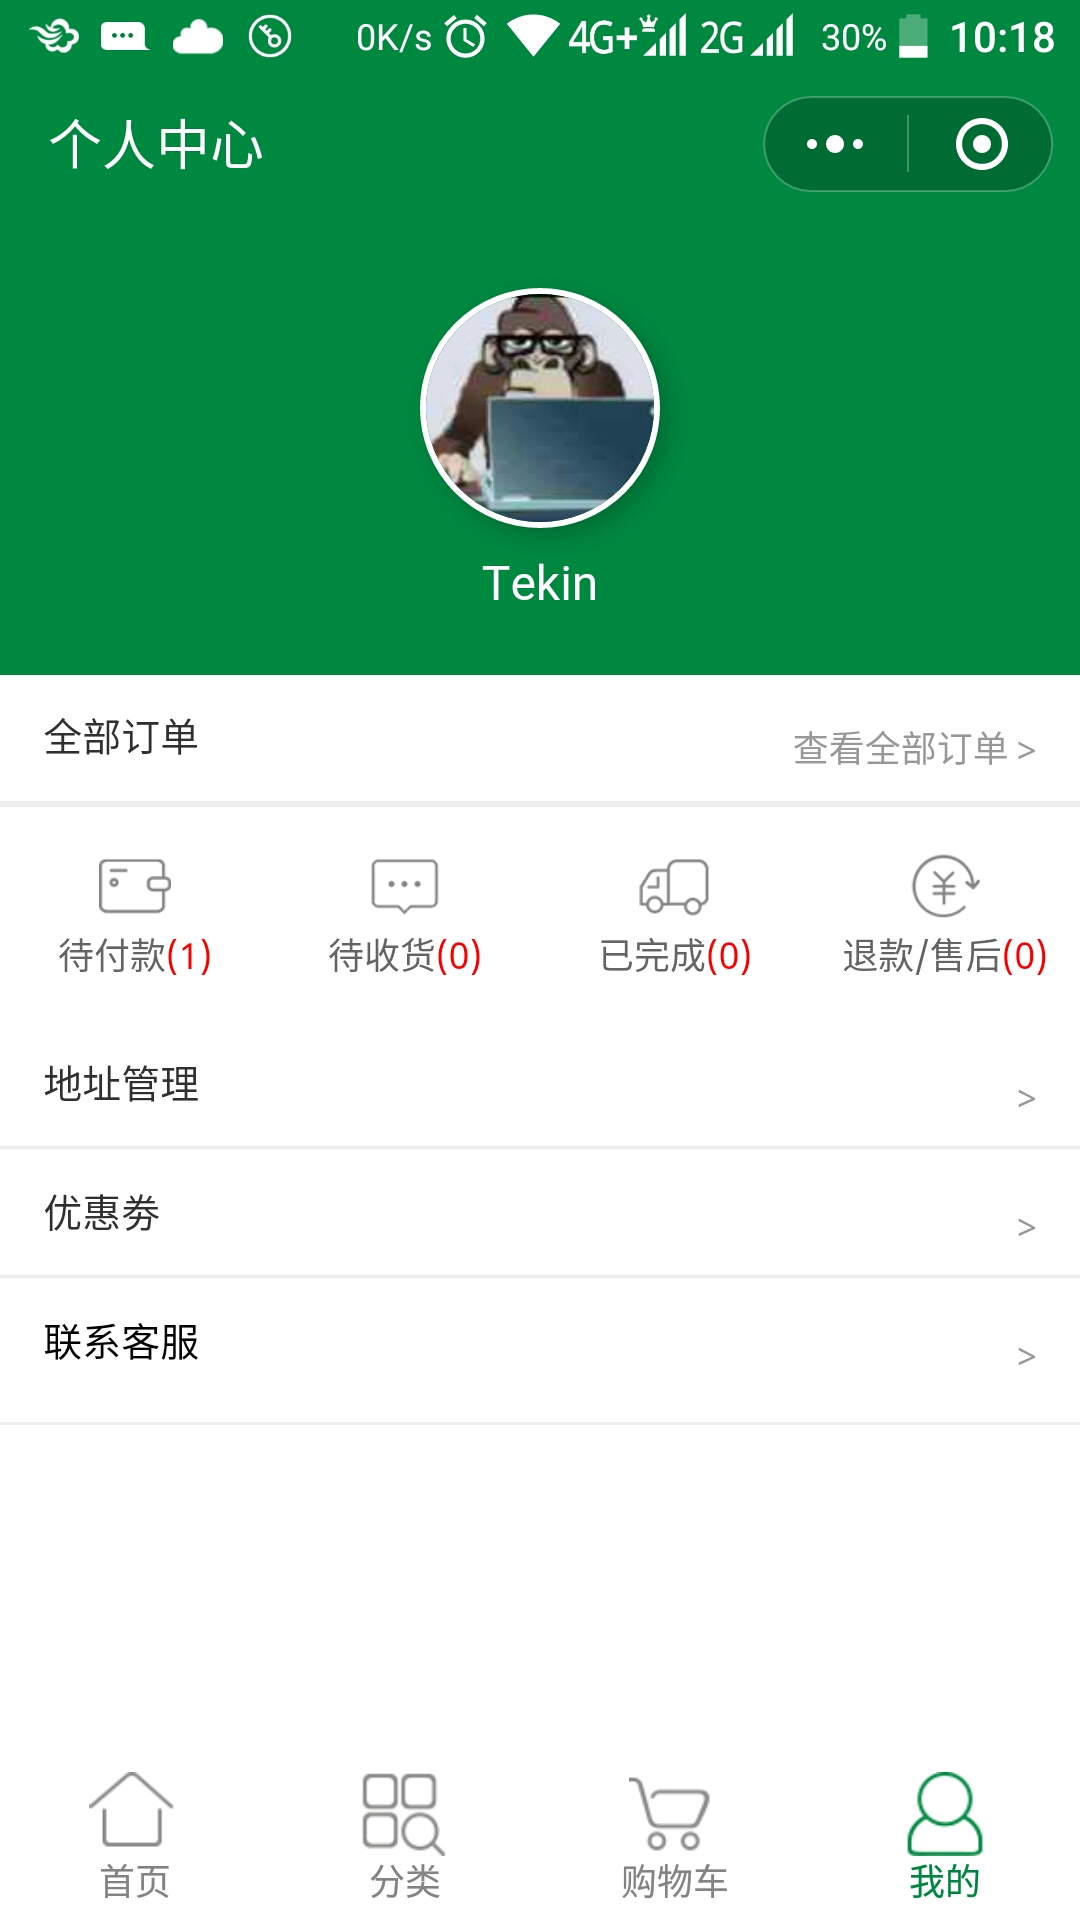 0K/s 4G+ 2G 30% 10:18
个人中心
Tekin
全部订单
查看全部订单 >
待付款(1) 待收货(0) 已完成(0) 退款/售后(0)
地址管理 >
优惠劵 >
联系客服 >
首页 分类 购物车 我的